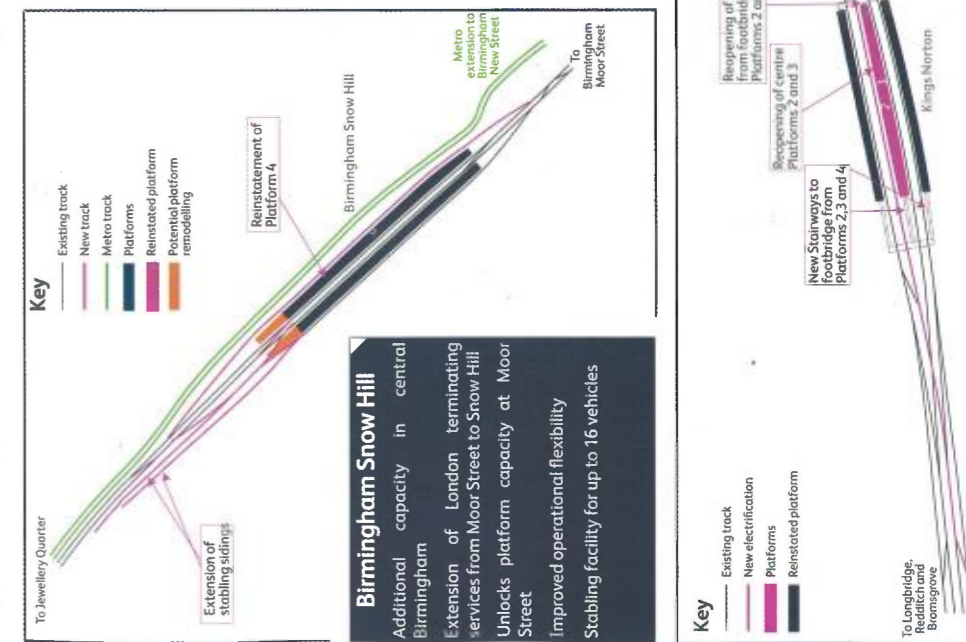 To Jewellery Quarter
Key
Existing track
New track
Metro track
Platforms
Reinstated platform
Potential platform
remodelling
Reinstatement of
Platform 4
Birmingham Snow Hill
Metro
extension to
Birmingham
New Street
To
Birmingham
Moor Street
Extension of
stabling sidings
Birmingham Snow Hill
Additional capacity in central
Birmingham
Extension of London terminating
services from Moor Street to Snow Hill
Unlocks platform capacity at Moor
Street
Improved operational flexibility
Stabling facility for up to 16 vehicles
Key
Existing track
New electrification
Platforms
Reinstated platform
To Longbridge,
Redditch and
Bromsgrove
New Stairways to
footbridge from
Platforms 2,3 and 4
Reopening of centre
Platforms 2 and 3
Reopening of
from
Platforms 2
Kings Norton